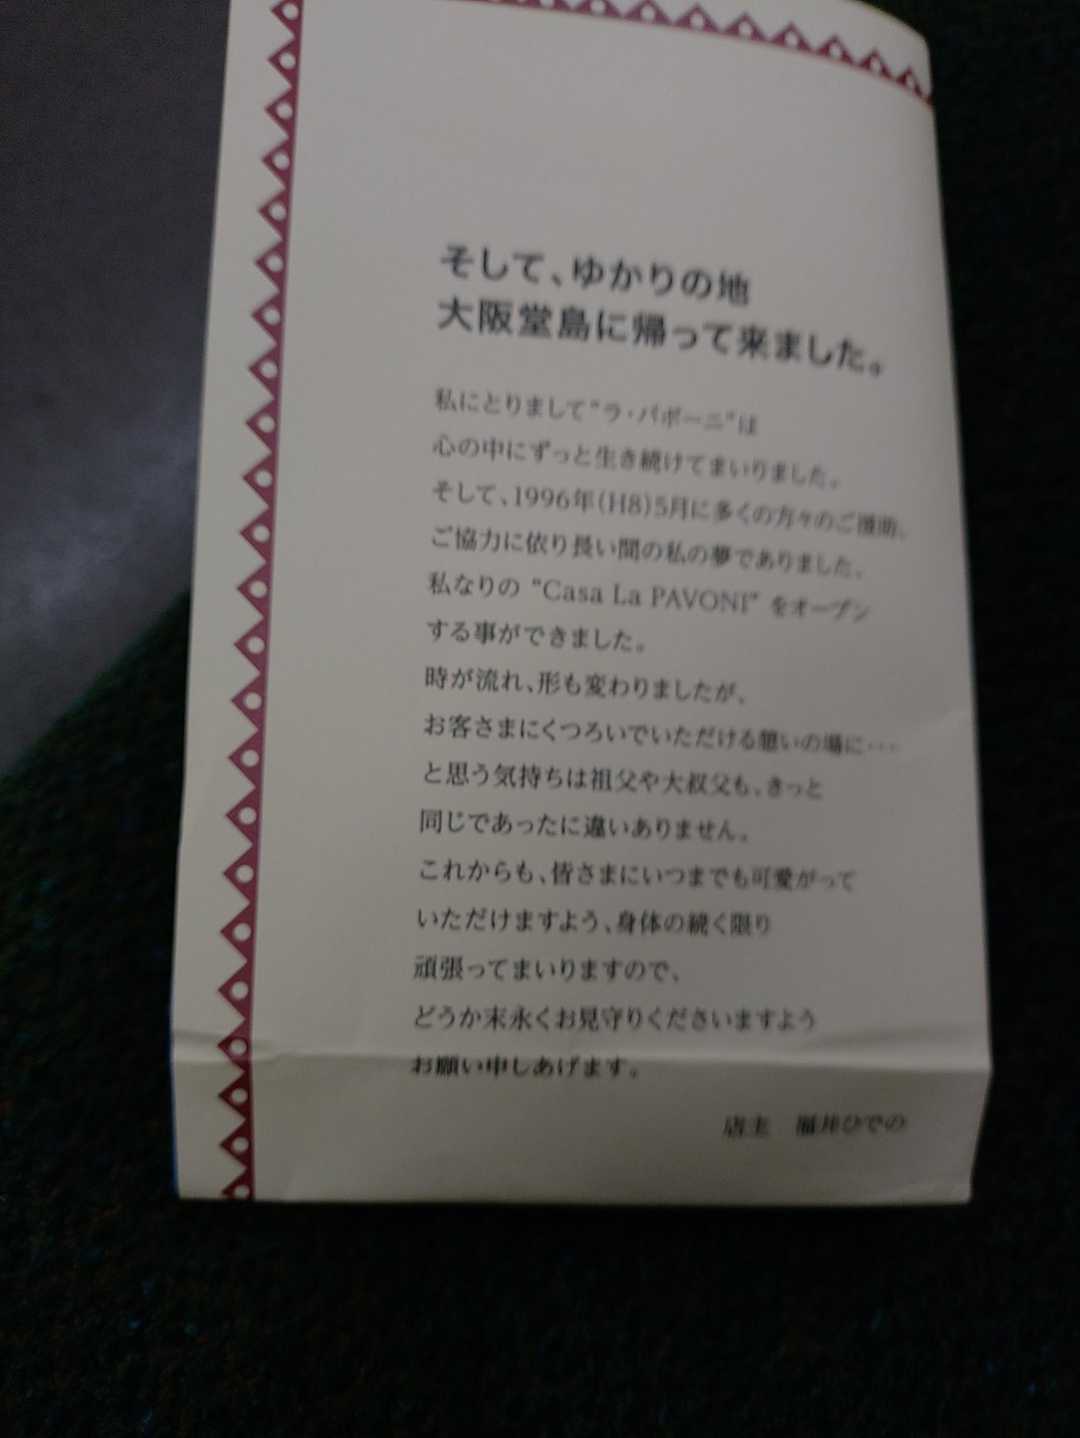 そして、ゆかりの地
大阪堂島に帰って来ました。
私にとりまして“ラ・パボーニ”は
心の中にずっと生き続けてまいりました。
そして、1996年(H8)5月に多くの方々のご援助、
ご協力に依り長い間の私の夢でありました、
私なりの “Casa La PAVONI” をオープン
する事ができました。
時が流れ、形も変わりましたが、
お客さまにくつろいでいただける憩いの場に・・・
と思う気持ちは祖父や大叔父も、きっと
同じであったに違いありません。
これからも、皆さまにいつまでも可愛がって
いただけますよう、身体の続く限り
頑張ってまいりますので、
どうか末永くお見守りくださいますよう
お願い申しあげます。
店主 福井ひでの